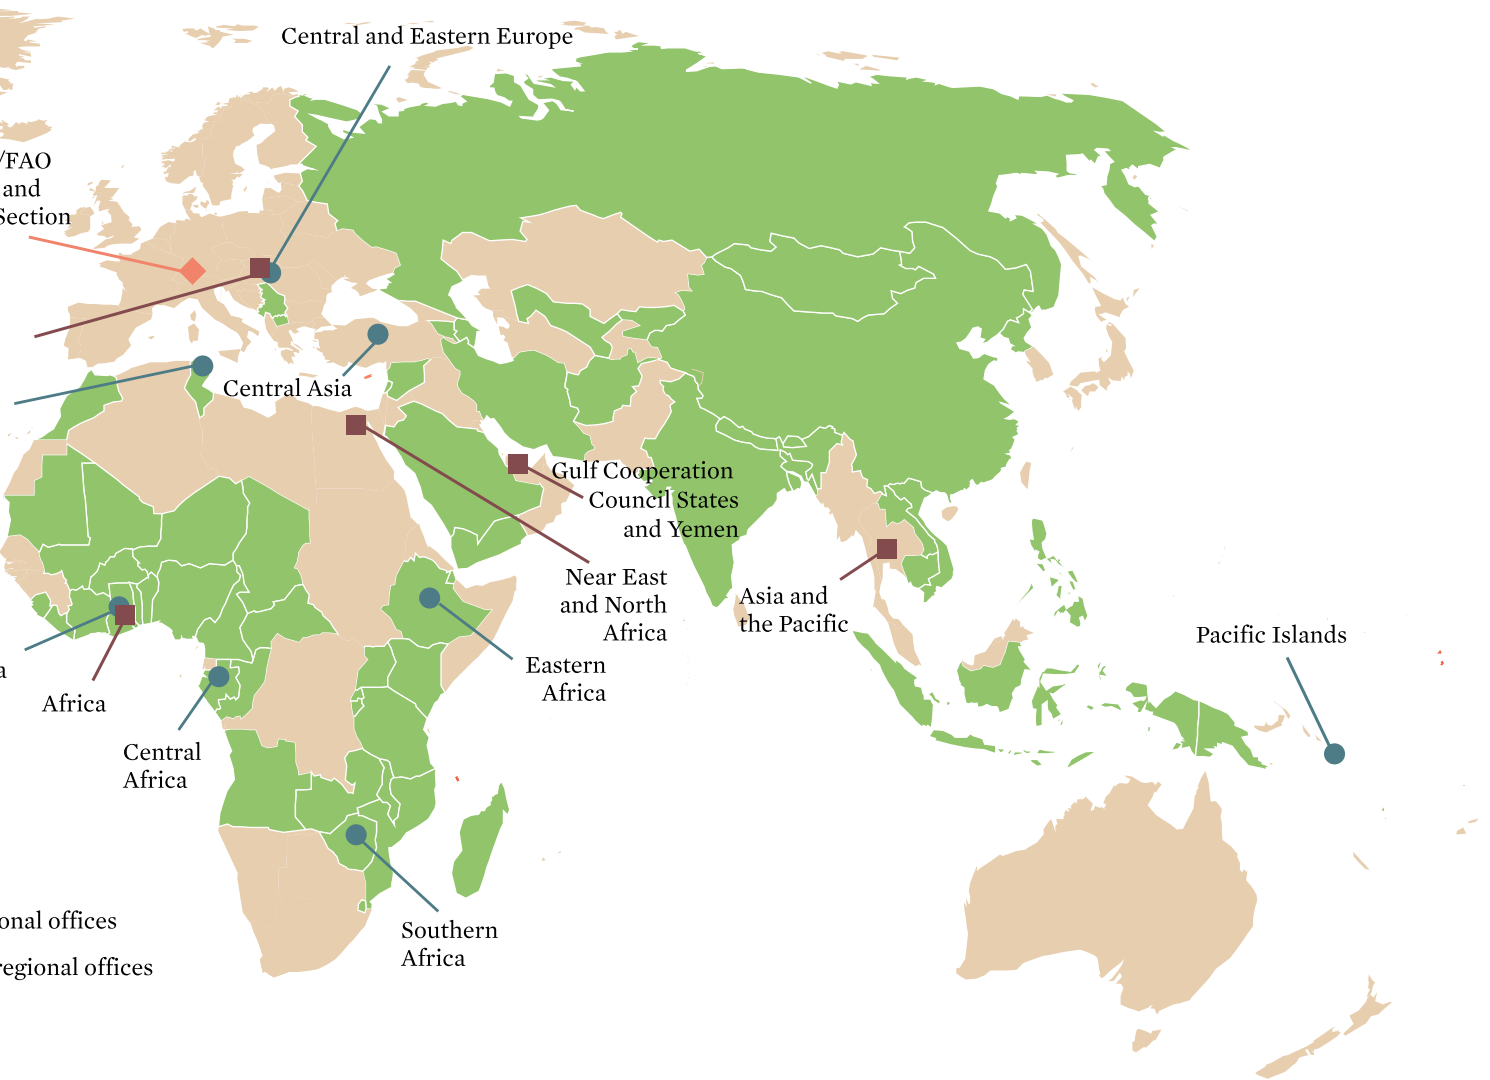 Central and Eastern Europe
/FAO
and
Section
Central Asia
Gulf Cooperation
Council States
and Yemen
Near East
and North
Africa
Asia and
the Pacific
Pacific Islands
Eastern
Africa
a
Africa
Central
Africa
Southern
Africa
onal offices
regional offices